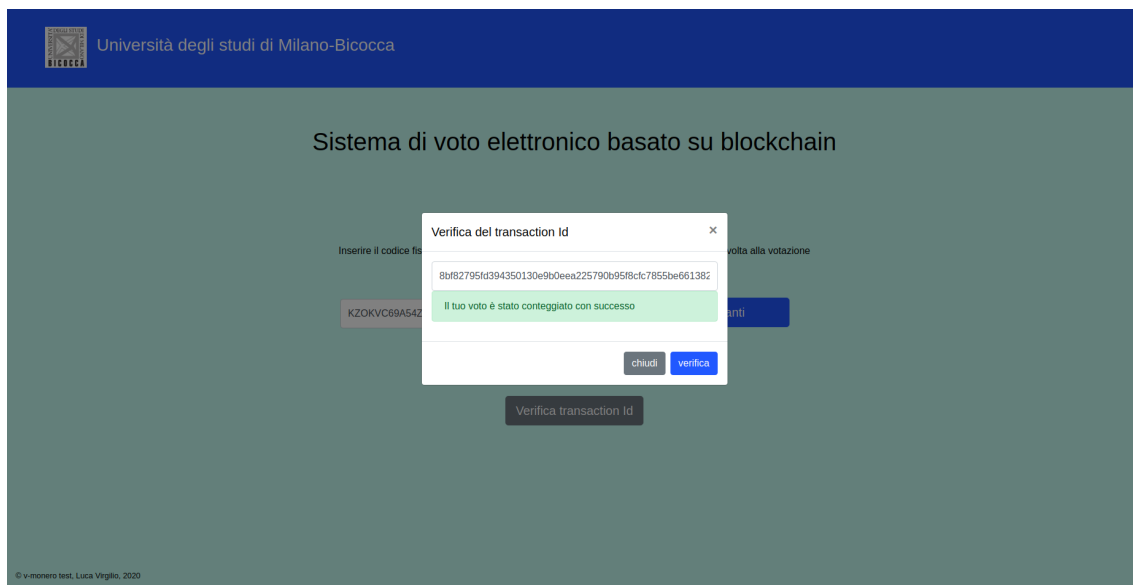 BICOCCA
Università degli studi di Milano-Bicocca
Sistema di voto elettronico basato su blockchain
Verifica del transaction Id ×
Inserire il codice fis volta alla votazione
8bf82795fd394350130e9b0eea225790b95f8cfc7855be661382
Il tuo voto è stato conteggiato con successo
KZOKVC69A54Z anti
chiudi verifica
Verifica transaction Id
© v-monero test, Luca Virgilio, 2020